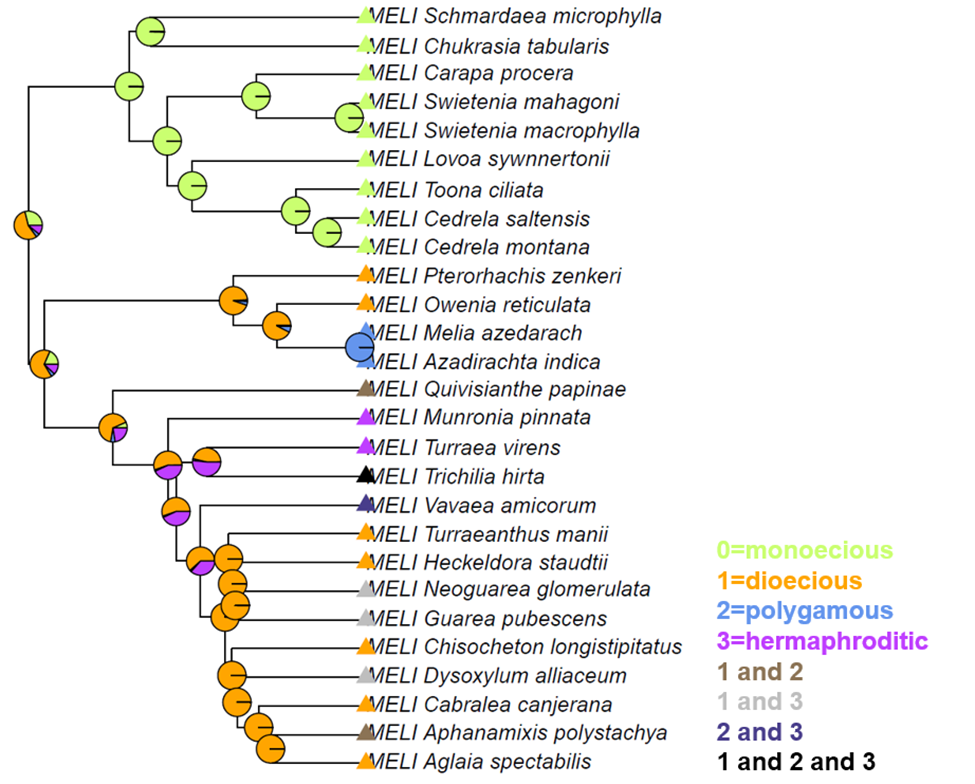 MELI Schmardaea microphylla
MELI Chukrasia tabularis
MELI Carapa procera
MELI Swietenia mahagoni
MELI Swietenia macrophylla
MELI Lovoa sywnnertonii
MELI Toona ciliata
MELI Cedrela saltensis
MELI Cedrela montana
MELI Pterorhachis zenkeri
MELI Owenia reticulata
MELI Melia azedarach
MELI Azadirachta indica
MELI Quivisianthe papinae
MELI Munronia pinnata
MELI Turraea virens
MELI Trichilia hirta
MELI Vavaea amicorum
MELI Turraeanthus manii
MELI Heckeldora staudtii
MELI Neoguarea glomerulata
MELI Guarea pubescens
MELI Chisocheton longistipitatus
MELI Dysoxylum alliaceum
MELI Cabralea canjerana
MELI Aphanamixis polystachya
MELI Aglaia spectabilis
0=monoecious
1=dioecious
2=polygamous
3=hermaphroditic
1 and 2
1 and 3
2 and 3
1 and 2 and 3